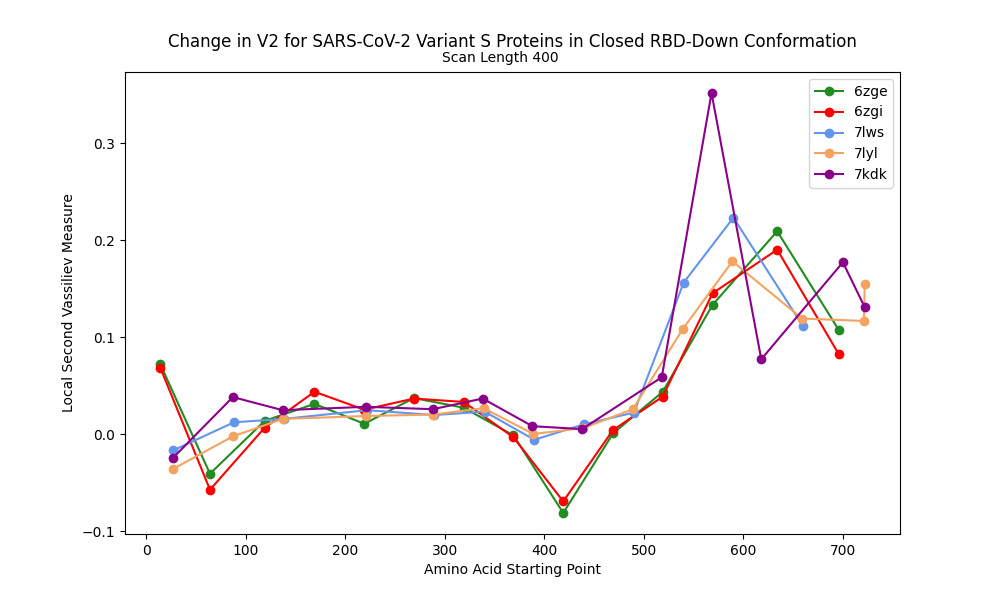 Change in V2 for SARS-CoV-2 Variant S Proteins in Closed RBD-Down Conformation
Scan Length 400
6zge
6zgi
7lws
7lyl
7kdk
Local Second Vassiliev Measure
0.3
0.2
0.1
0.0
−0.1
0 100 200 300 400 500 600 700
Amino Acid Starting Point